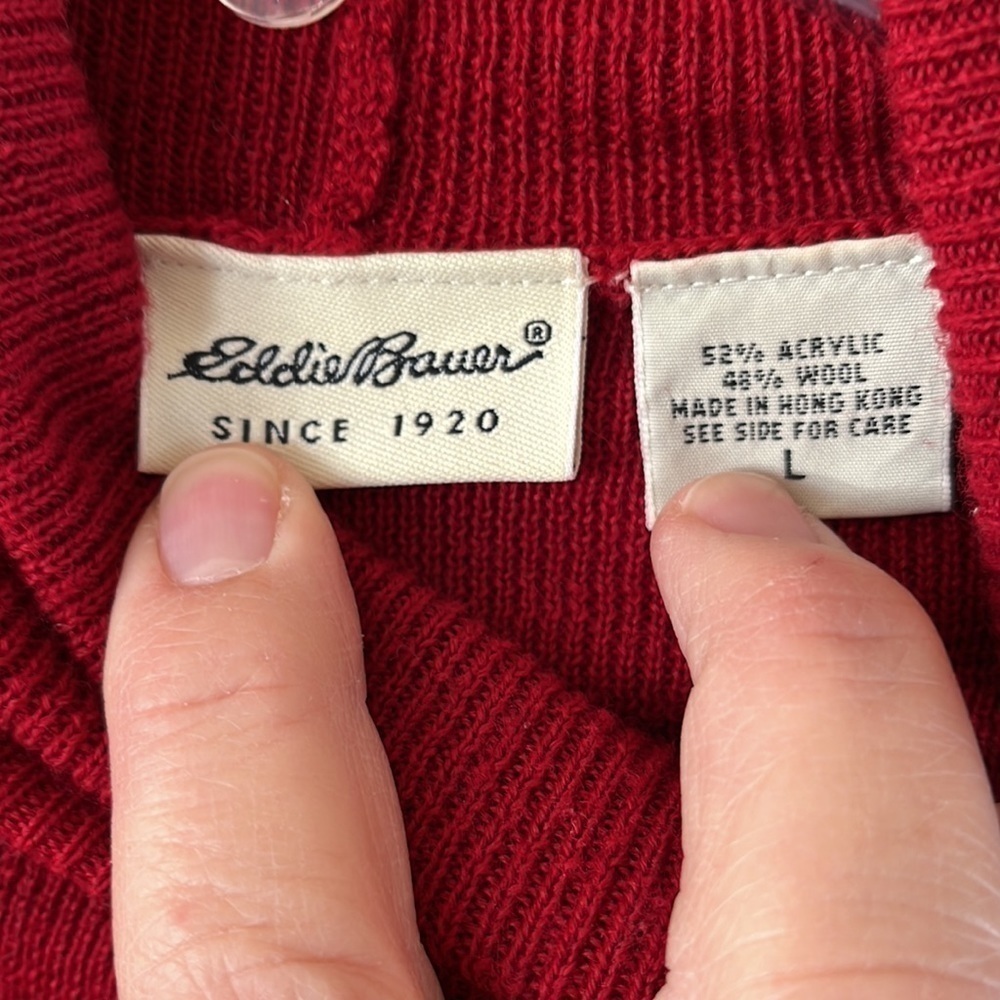 Eddie Bauer®
SINCE 1920
52% ACRYLIC
48% WOOL
MADE IN HONG KONG
SEE SIDE FOR CARE
L